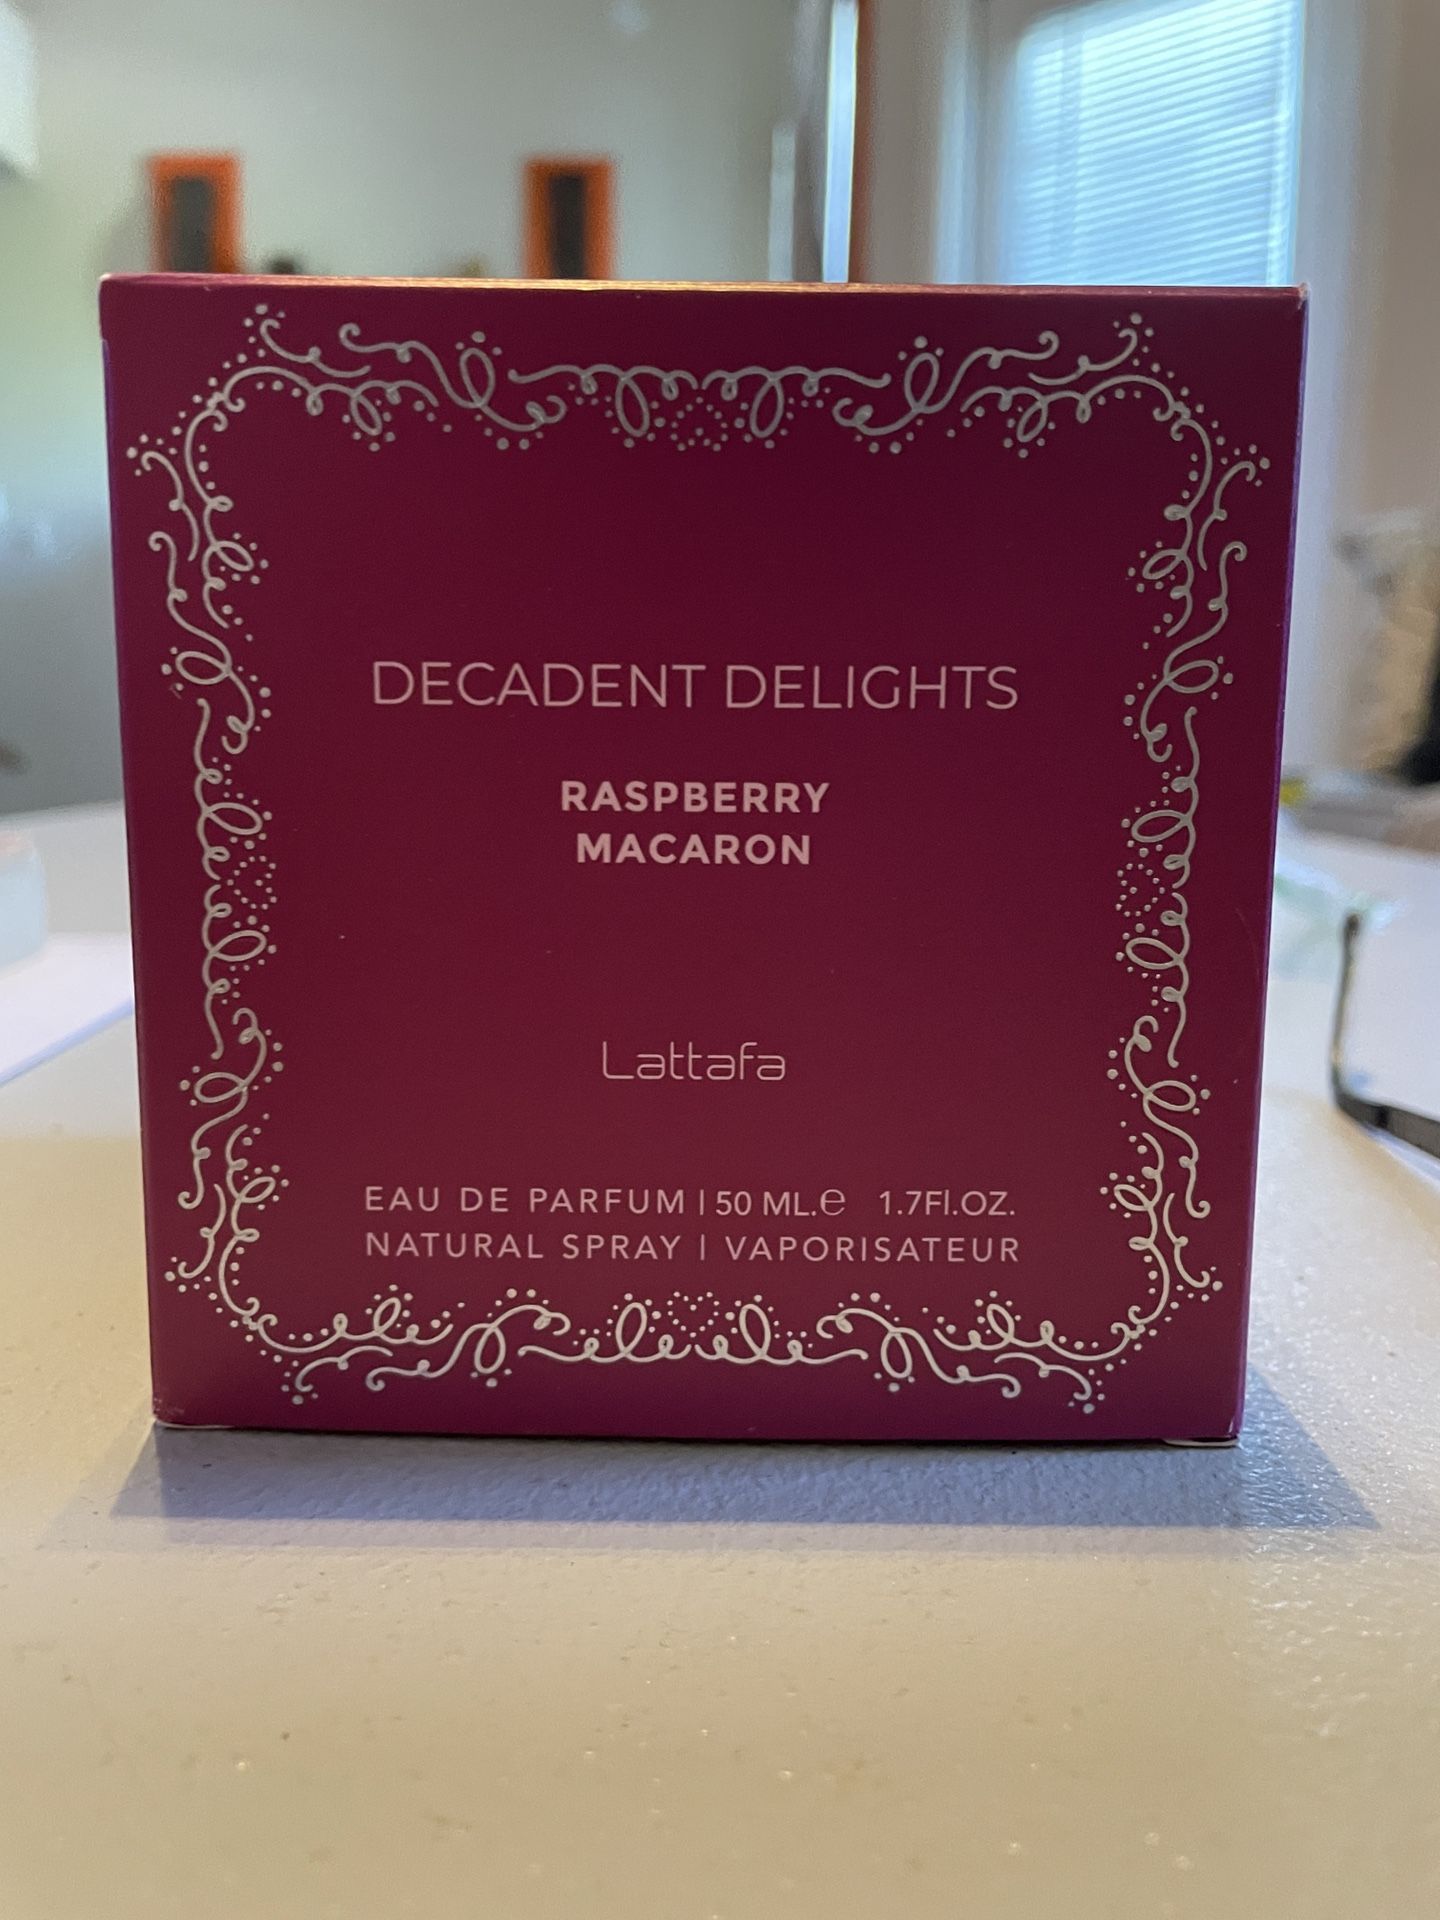 DECADENT DELIGHTS
RASPBERRY
MACARON
Lattafa
EAU DE PARFUM | 50 ML.e 1.7Fl.OZ.
NATURAL SPRAY | VAPORISATEUR